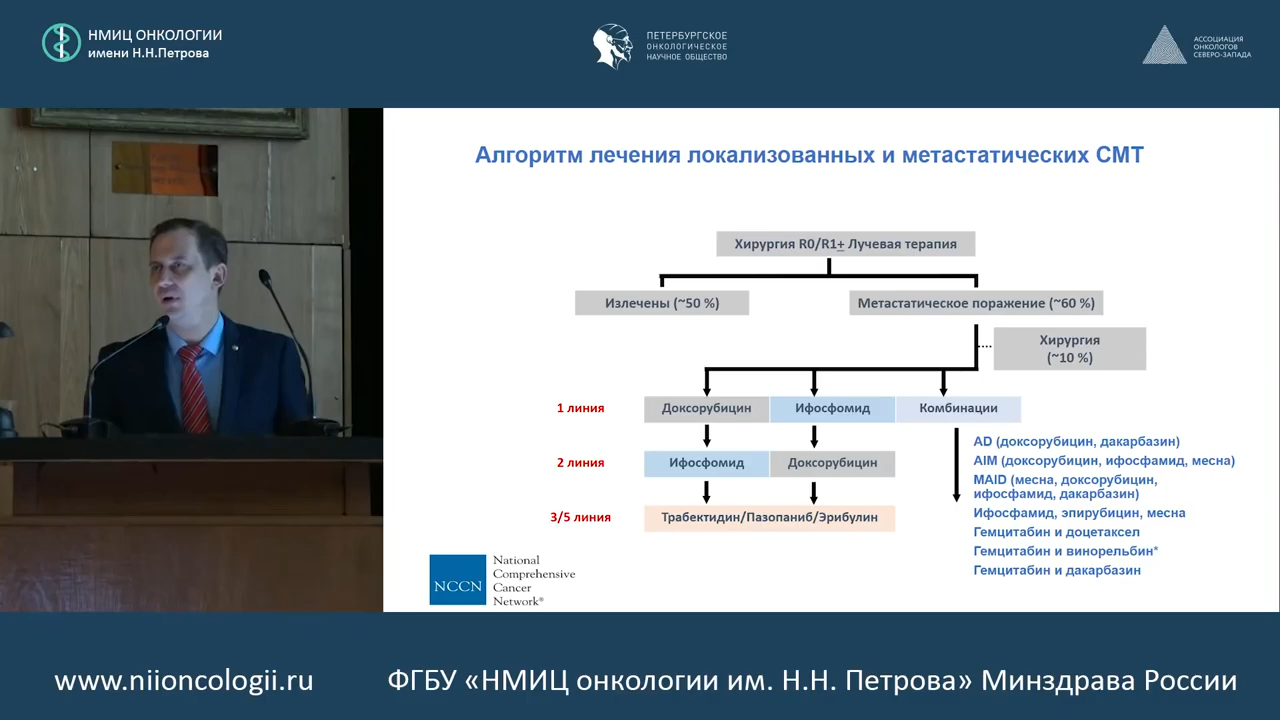 НМИЦ ОНКОЛОГИИ
имени Н.Н.Петрова
ПЕТЕРБУРГСКОЕ
ОНКОЛОГИЧЕСКОЕ
НАУЧНОЕ ОБЩЕСТВО
АССОЦИАЦИЯ
ОНКОЛОГОВ
СЕВЕРО-ЗАПАДА
Алгоритм лечения локализованных и метастатических СМТ
Хирургия R0/R1± Лучевая терапия
Излечены (~50 %)
Метастатическое поражение (~60 %)
Хирургия
(~10 %)
1 линия
Доксорубицин
Ифосфомид
Комбинации
2 линия
Ифосфомид
Доксорубицин
3/5 линия
Трабектидин/Пазопаниб/Эрибулин
AD (доксорубицин, дакарбазин)
AIM (доксорубицин, ифосфамид, месна)
MAID (месна, доксорубицин,
ифосфамид, дакарбазин)
Ифосфамид, эпирубицин, месна
Гемцитабин и доцетаксел
Гемцитабин и винорельбин*
Гемцитабин и дакарбазин
NCCN
National
Comprehensive
Cancer
Network®
www.niioncologii.ru
ФГБУ «НМИЦ онкологии им. Н.Н. Петрова» Минздрава России